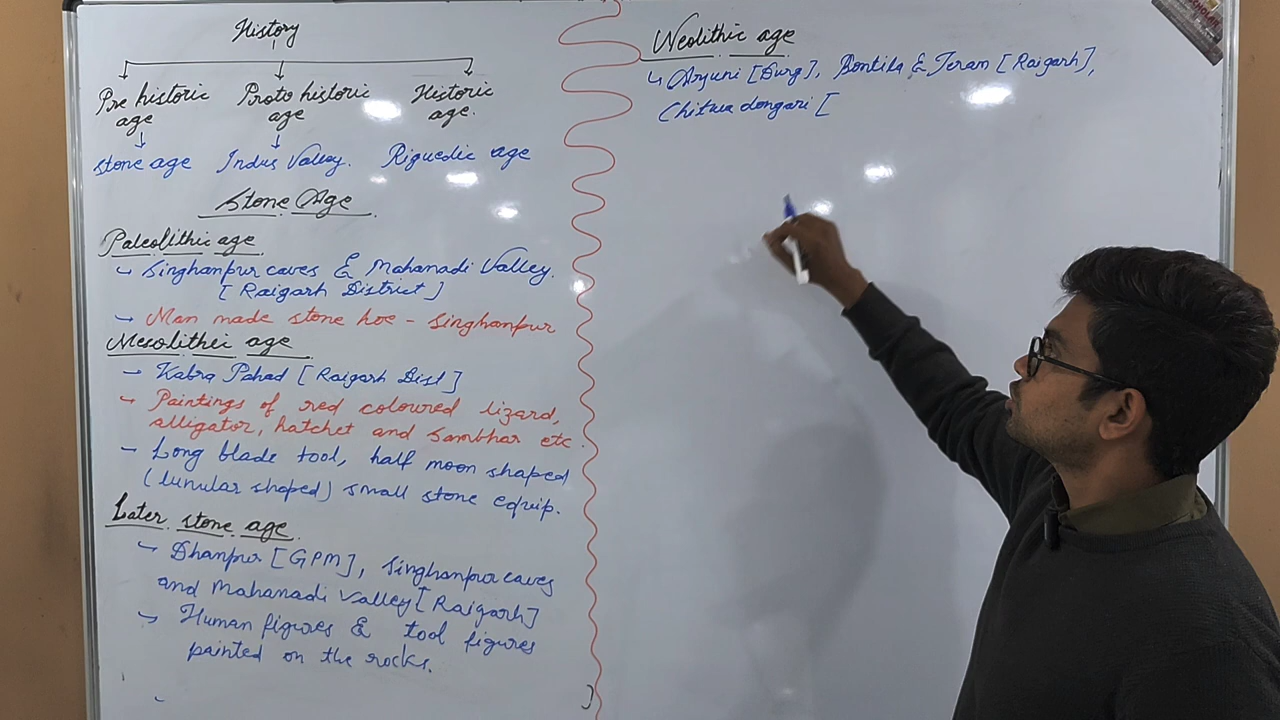 History
Pre historic age
Proto historic age
Historic age.
Stone age
Indus Valley.
Rigvedic age
Stone Age
Paleolithic age
Singhanpur caves & Mahanadi Valley.
[Raigarh District]
Man made stone hoe - Singhanpur
Mesolithic age
Kabra Pahad [Raigarh Dist]
Paintings of red coloured lizard,
alligator, hatchet and Sambhar etc.
Long blade tool, half moon shaped
(lunular shaped) small stone equip.
Later stone age
Dhanpur [GPM], Singhanpur caves
and Mahanadi Valley [Raigarh]
Human figures & tool figures
painted on the rocks.
]
Neolithic age
Arjuni [Durg], Bontila & Teram [Raigarh],
Chitwa dongari [